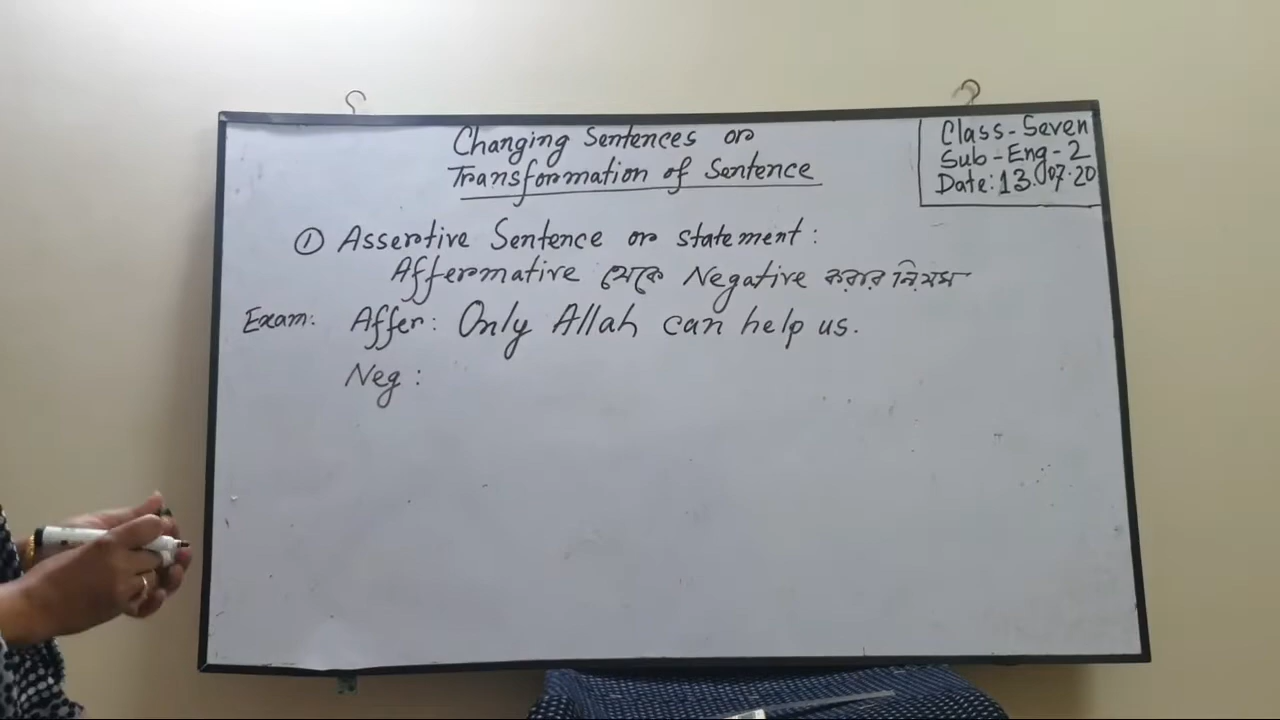 Changing Sentences or
Transformation of Sentence
Class-Seven
Sub-Eng-2
Date: 13.07.20
① Assertive Sentence or statement:
Affermative থেকে Negative করার নিয়ম
Exam: Affer: Only Allah can help us.
Neg: